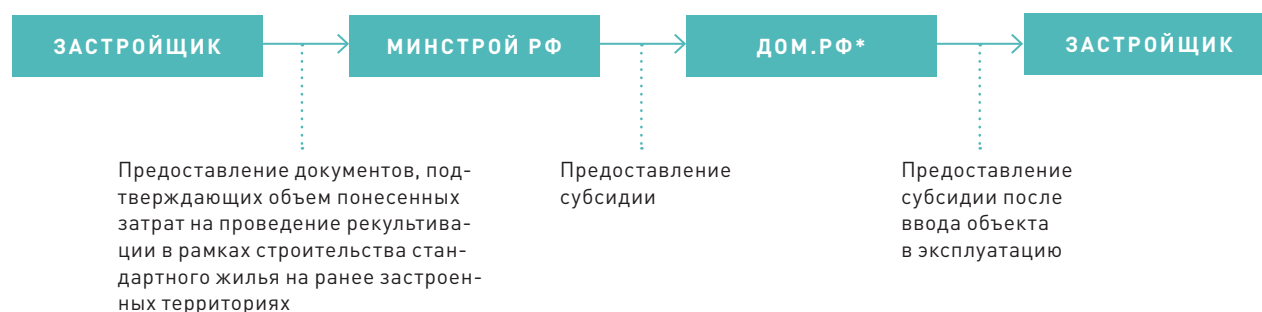 ЗАСТРОЙЩИК
МИНСТРОЙ РФ
ДОМ.РФ*
ЗАСТРОЙЩИК
Предоставление документов, под-
тверждающих объем понесенных
затрат на проведение рекультива-
ции в рамках строительства стан-
дартного жилья на ранее застроен-
ных территориях
Предоставление
субсидии
Предоставление
субсидии после
ввода объекта
в эксплуатацию